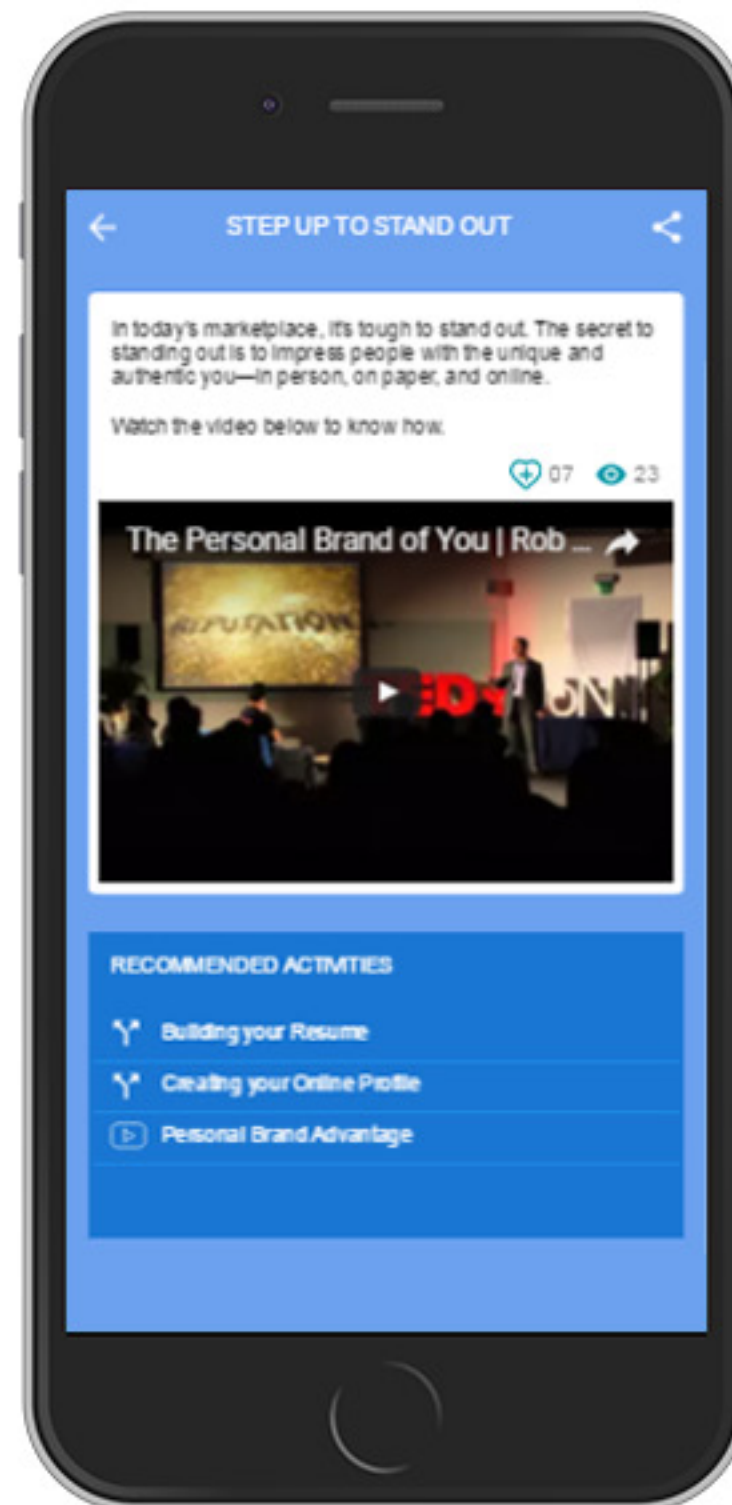 STEP UP TO STAND OUT
In today's marketplace, it's tough to stand out. The secret to
standing out is to impress people with the unique and
authentic you—in person, on paper, and online.
Watch the video below to know how.
07 23
The Personal Brand of You | Rob ...
REPUTATION
RECOMMENDED ACTIVITIES
Building your Resume
Creating your Online Profile
Personal Brand Advantage